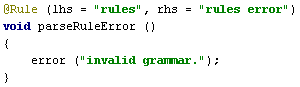 @Rule (lhs = "rules", rhs = "rules error")
void parseRuleError ()
{
    error ("invalid grammar.");
}